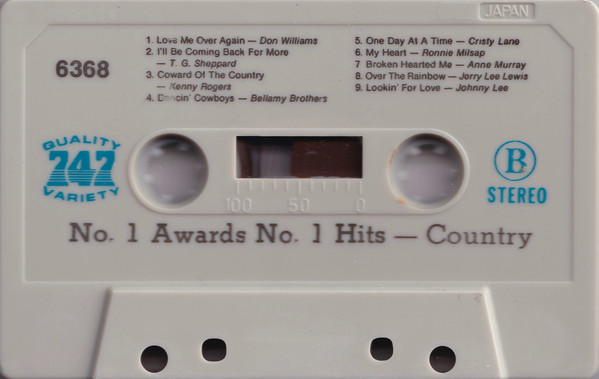 JAPAN
6368
1. Love Me Over Again — Don Williams
2. I'll Be Coming Back For More
— T. G. Sheppard
3. Coward Of The Country
— Kenny Rogers
4. Dancin' Cowboys — Bellamy Brothers
5. One Day At A Time — Cristy Lane
6. My Heart — Ronnie Milsap
7 Broken Hearted Me — Anne Murray
8. Over The Rainbow — Jerry Lee Lewis
9. Lookin' For Love — Johnny Lee
QUALITY
747
VARIETY
B
STEREO
100 50 0
No. 1 Awards No. 1 Hits — Country